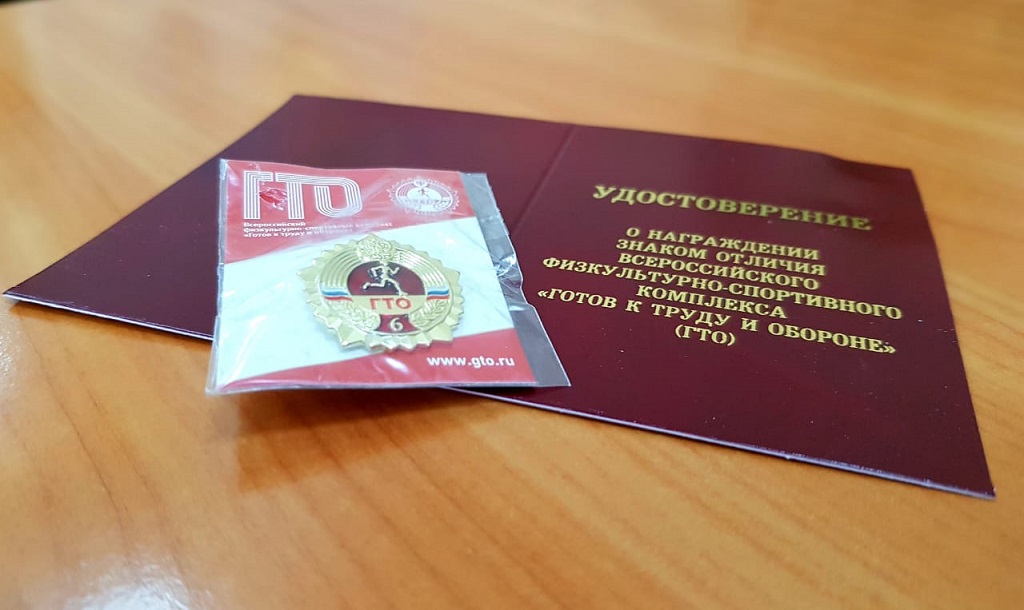 ГТО
Всероссийский
физкультурно-спортивный комплекс
«Готов к труду и обороне»
ГТО
6
www.gto.ru
УДОСТОВЕРЕНИЕ
О НАГРАЖДЕНИИ
ЗНАКОМ ОТЛИЧИЯ
ВСЕРОССИЙСКОГО
ФИЗКУЛЬТУРНО-СПОРТИВНОГО
КОМПЛЕКСА
«ГОТОВ К ТРУДУ И ОБОРОНЕ»
(ГТО)